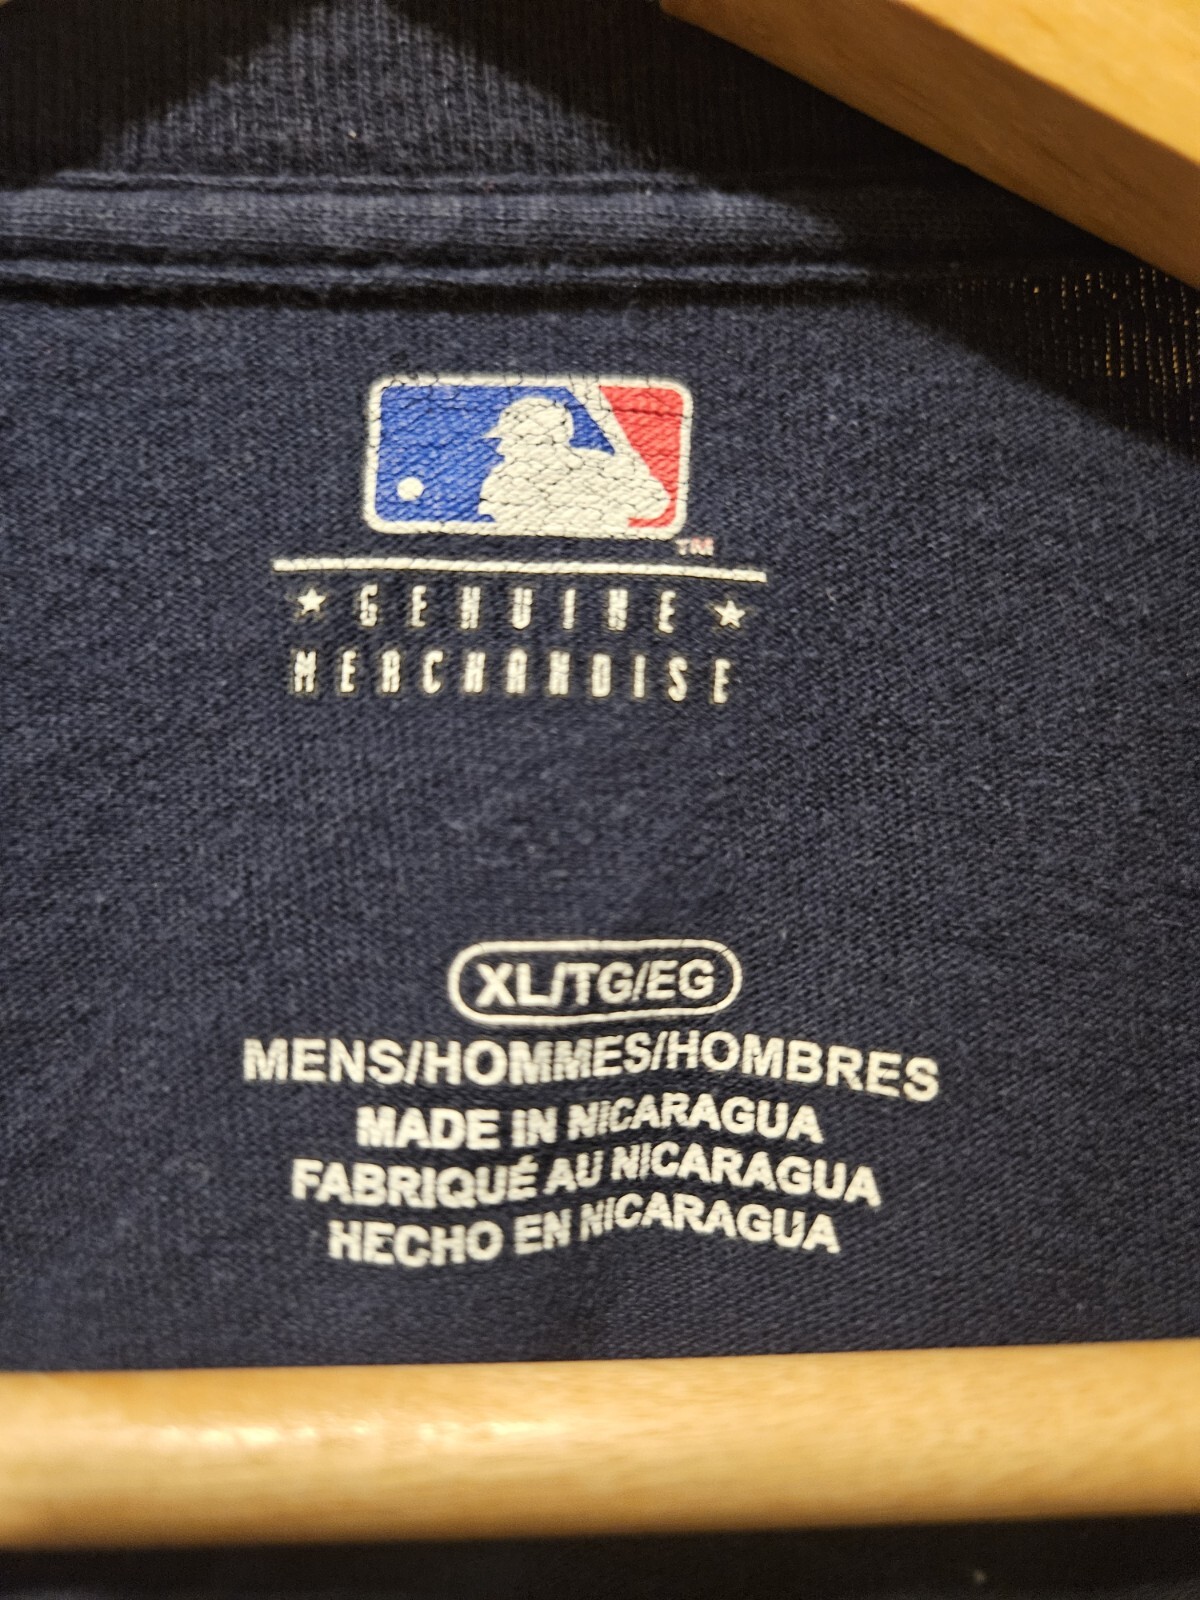 TM
★ GENUINE ★
MERCHANDISE
XL/TG/EG
MENS/HOMMES/HOMBRES
MADE IN NICARAGUA
FABRIQUÉ AU NICARAGUA
HECHO EN NICARAGUA